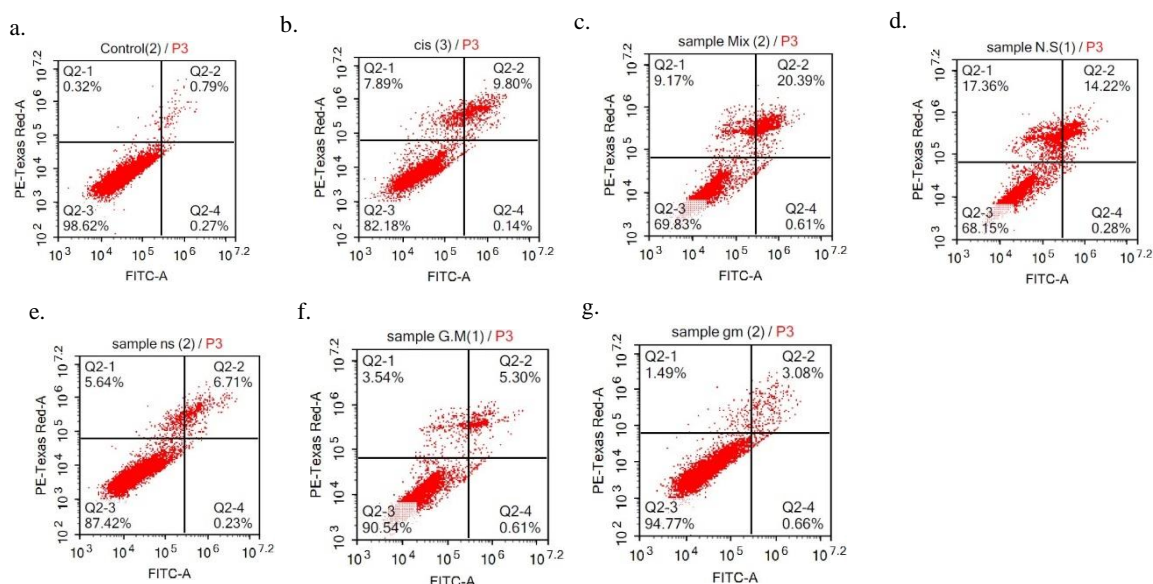 a.
Control(2) / P3
Q2-1
0.32%
Q2-2
0.79%
Q2-3
98.62%
Q2-4
0.27%
PE-Texas Red-A
10^2 10^3 10^4 10^5 10^6 10^7.2
10^3 10^4 10^5 10^6 10^7.2
FITC-A
b.
cis (3) / P3
Q2-1
7.89%
Q2-2
9.80%
Q2-3
82.18%
Q2-4
0.14%
PE-Texas Red-A
10^2 10^3 10^4 10^5 10^6 10^7.2
10^3 10^4 10^5 10^6 10^7.2
FITC-A
c.
sample Mix (2) / P3
Q2-1
9.17%
Q2-2
20.39%
Q2-3
69.83%
Q2-4
0.61%
PE-Texas Red-A
10^3 10^4 10^5 10^6 10^7.2
10^3 10^4 10^5 10^6 10^7.2
FITC-A
d.
sample N.S(1) / P3
Q2-1
17.36%
Q2-2
14.22%
Q2-3
68.15%
Q2-4
0.28%
PE-Texas Red-A
10^3 10^4 10^5 10^6 10^7.2
10^3 10^4 10^5 10^6 10^7.2
FITC-A
e.
sample ns (2) / P3
Q2-1
5.64%
Q2-2
6.71%
Q2-3
87.42%
Q2-4
0.23%
PE-Texas Red-A
10^2 10^3 10^4 10^5 10^6 10^7.2
10^3 10^4 10^5 10^6 10^7.2
FITC-A
f.
sample G.M(1) / P3
Q2-1
3.54%
Q2-2
5.30%
Q2-3
90.54%
Q2-4
0.61%
PE-Texas Red-A
10^3 10^4 10^5 10^6 10^7.2
10^3 10^4 10^5 10^6 10^7.2
FITC-A
g.
sample gm (2) / P3
Q2-1
1.49%
Q2-2
3.08%
Q2-3
94.77%
Q2-4
0.66%
PE-Texas Red-A
10^2 10^3 10^4 10^5 10^6 10^7.2
10^3 10^4 10^5 10^6 10^7.2
FITC-A